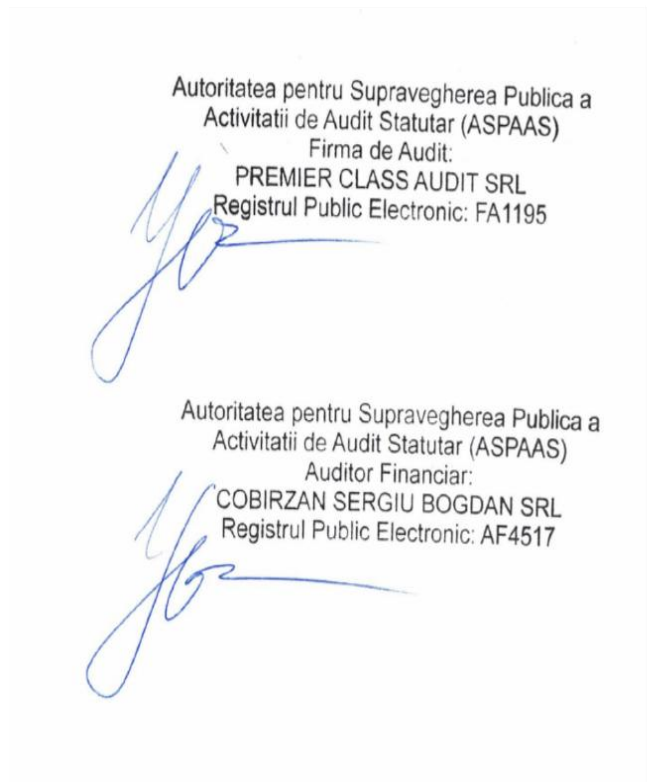 Autoritatea pentru Supravegherea Publica a
Activitatii de Audit Statutar (ASPAAS)
Firma de Audit:
PREMIER CLASS AUDIT SRL
Registrul Public Electronic: FA1195
Autoritatea pentru Supravegherea Publica a
Activitatii de Audit Statutar (ASPAAS)
Auditor Financiar:
COBIRZAN SERGIU BOGDAN SRL
Registrul Public Electronic: AF4517